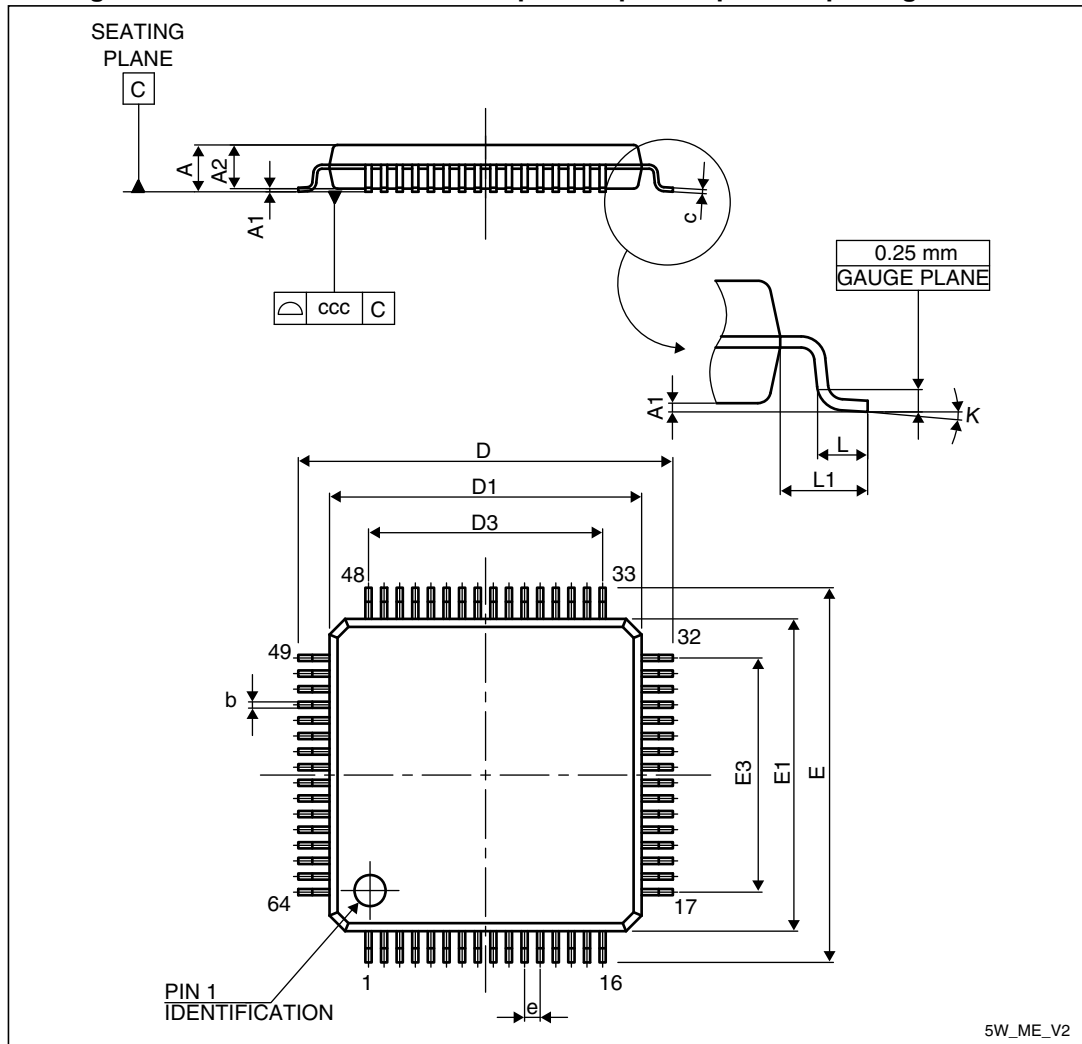 SEATING
PLANE
C
A
A2
A1
c
ccc C
0.25 mm
GAUGE PLANE
A1
K
L
L1
D
D1
D3
48
33
49
32
b
E3
E1
E
64
17
PIN 1
IDENTIFICATION
1
16
e
5W_ME_V2